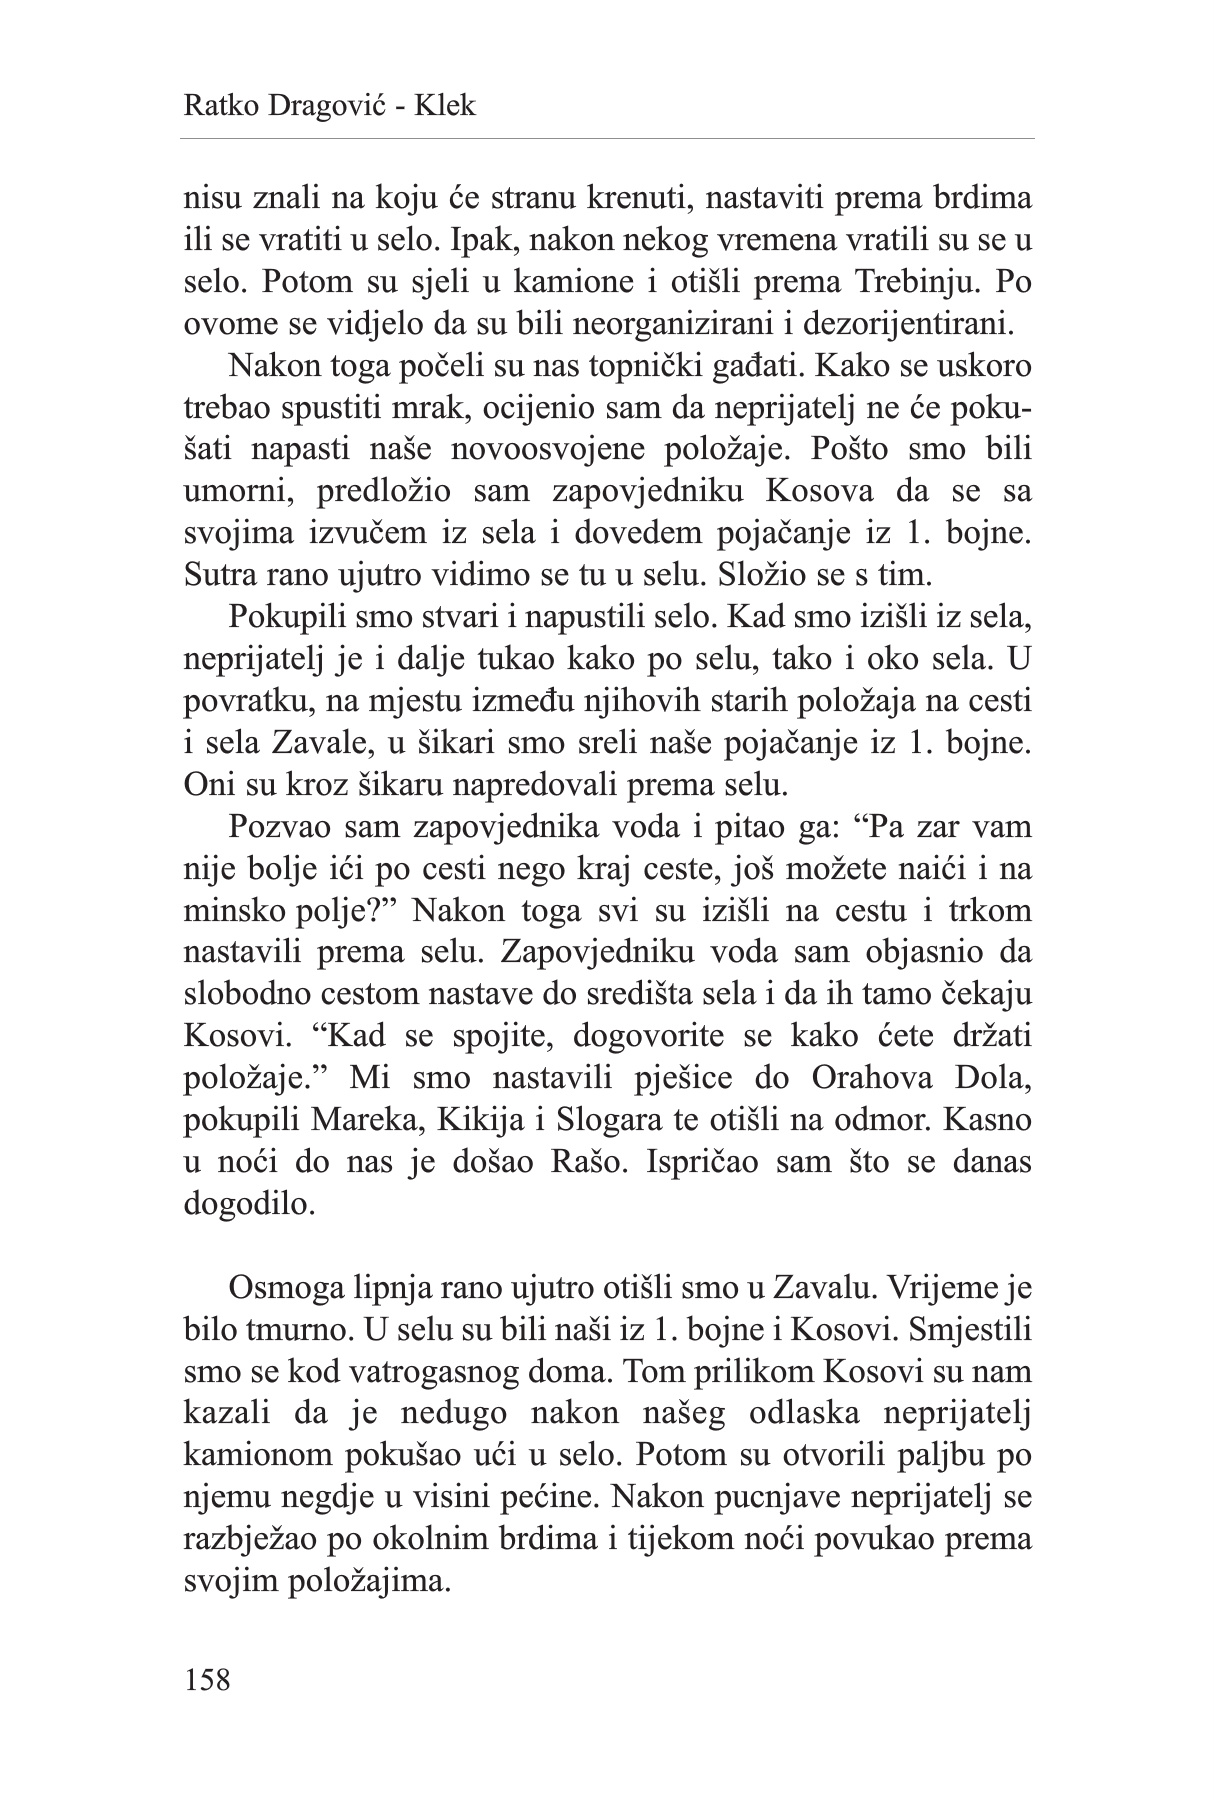 Ratko Dragović - Klek
nisu znali na koju će stranu krenuti, nastaviti prema brdima
ili se vratiti u selo. Ipak, nakon nekog vremena vratili su se u
selo. Potom su sjeli u kamione i otišli prema Trebinju. Po
ovome se vidjelo da su bili neorganizirani i dezorijentirani.
Nakon toga počeli su nas topnički gađati. Kako se uskoro
trebao spustiti mrak, ocijenio sam da neprijatelj ne će poku-
šati napasti naše novoosvojene položaje. Pošto smo bili
umorni, predložio sam zapovjedniku Kosova da se sa
svojima izvučem iz sela i dovedem pojačanje iz 1. bojne.
Sutra rano ujutro vidimo se tu u selu. Složio se s tim.
Pokupili smo stvari i napustili selo. Kad smo izišli iz sela,
neprijatelj je i dalje tukao kako po selu, tako i oko sela. U
povratku, na mjestu između njihovih starih položaja na cesti
i sela Zavale, u šikari smo sreli naše pojačanje iz 1. bojne.
Oni su kroz šikaru napredovali prema selu.
Pozvao sam zapovjednika voda i pitao ga: “Pa zar vam
nije bolje ići po cesti nego kraj ceste, još možete naići i na
minsko polje?” Nakon toga svi su izišli na cestu i trkom
nastavili prema selu. Zapovjedniku voda sam objasnio da
slobodno cestom nastave do središta sela i da ih tamo čekaju
Kosovi. “Kad se spojite, dogovorite se kako ćete držati
položaje.” Mi smo nastavili pješice do Orahova Dola,
pokupili Mareka, Kikija i Slogara te otišli na odmor. Kasno
u noći do nas je došao Rašo. Ispričao sam što se danas
dogodilo.
Osmoga lipnja rano ujutro otišli smo u Zavalu. Vrijeme je
bilo tmurno. U selu su bili naši iz 1. bojne i Kosovi. Smjestili
smo se kod vatrogasnog doma. Tom prilikom Kosovi su nam
kazali da je nedugo nakon našeg odlaska neprijatelj
kamionom pokušao ući u selo. Potom su otvorili paljbu po
njemu negdje u visini pećine. Nakon pucnjave neprijatelj se
razbježao po okolnim brdima i tijekom noći povukao prema
svojim položajima.
158